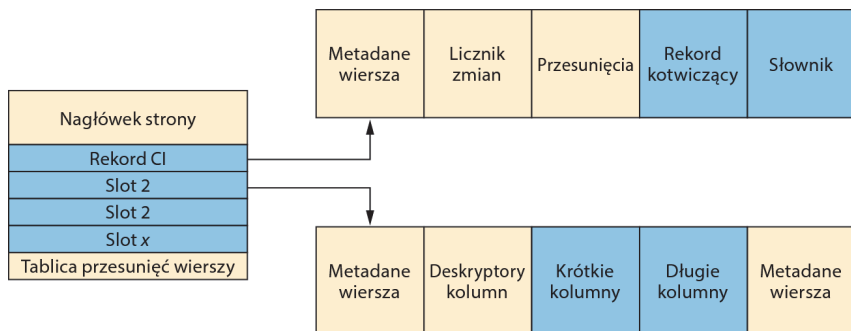 Metadane
wiersza
Licznik
zmian
Przesunięcia
Rekord
kotwiczący
Słownik
Nagłówek strony
Rekord CI
Slot 2
Slot 2
Slot x
Tablica przesunięć wierszy
Metadane
wiersza
Deskryptory
kolumn
Krótkie
kolumny
Długie
kolumny
Metadane
wiersza